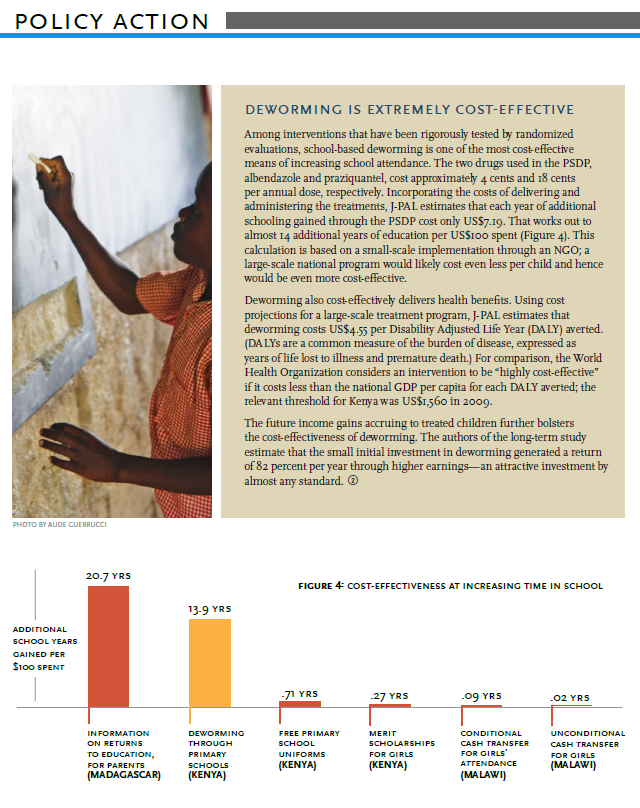 POLICY ACTION
DEWORMING IS EXTREMELY COST-EFFECTIVE
Among interventions that have been rigorously tested by randomized
evaluations, school-based deworming is one of the most cost-effective
means of increasing school attendance. The two drugs used in the PSDP,
albendazole and praziquantel, cost approximately 4 cents and 18 cents
per annual dose, respectively. Incorporating the costs of delivering and
administering the treatments, J-PAL estimates that each year of additional
schooling gained through the PSDP cost only US$7.19. That works out to
almost 14 additional years of education per US$100 spent (Figure 4). This
calculation is based on a small-scale implementation through an NGO; a
large-scale national program would likely cost even less per child and hence
would be even more cost-effective.
Deworming also cost-effectively delivers health benefits. Using cost
projections for a large-scale treatment program, J-PAL estimates that
deworming costs US$4.55 per Disability Adjusted Life Year (DALY) averted.
(DALYs are a common measure of the burden of disease, expressed as
years of life lost to illness and premature death.) For comparison, the World
Health Organization considers an intervention to be “highly cost-effective”
if it costs less than the national GDP per capita for each DALY averted; the
relevant threshold for Kenya was US$1,560 in 2009.
The future income gains accruing to treated children further bolsters
the cost-effectiveness of deworming. The authors of the long-term study
estimate that the small initial investment in deworming generated a return
of 82 percent per year through higher earnings—an attractive investment by
almost any standard. ②
PHOTO BY AUDE GUERRUCCI
FIGURE 4: COST-EFFECTIVENESS AT INCREASING TIME IN SCHOOL
ADDITIONAL
SCHOOL YEARS
GAINED PER
$100 SPENT
20.7 YRS
13.9 YRS
.71 YRS
.27 YRS
.09 YRS
.02 YRS
INFORMATION
ON RETURNS
TO EDUCATION,
FOR PARENTS
(MADAGASCAR)
DEWORMING
THROUGH
PRIMARY
SCHOOLS
(KENYA)
FREE PRIMARY
SCHOOL
UNIFORMS
(KENYA)
MERIT
SCHOLARSHIPS
FOR GIRLS
(KENYA)
CONDITIONAL
CASH TRANSFER
FOR GIRLS'
ATTENDANCE
(MALAWI)
UNCONDITIONAL
CASH TRANSFER
FOR GIRLS
(MALAWI)